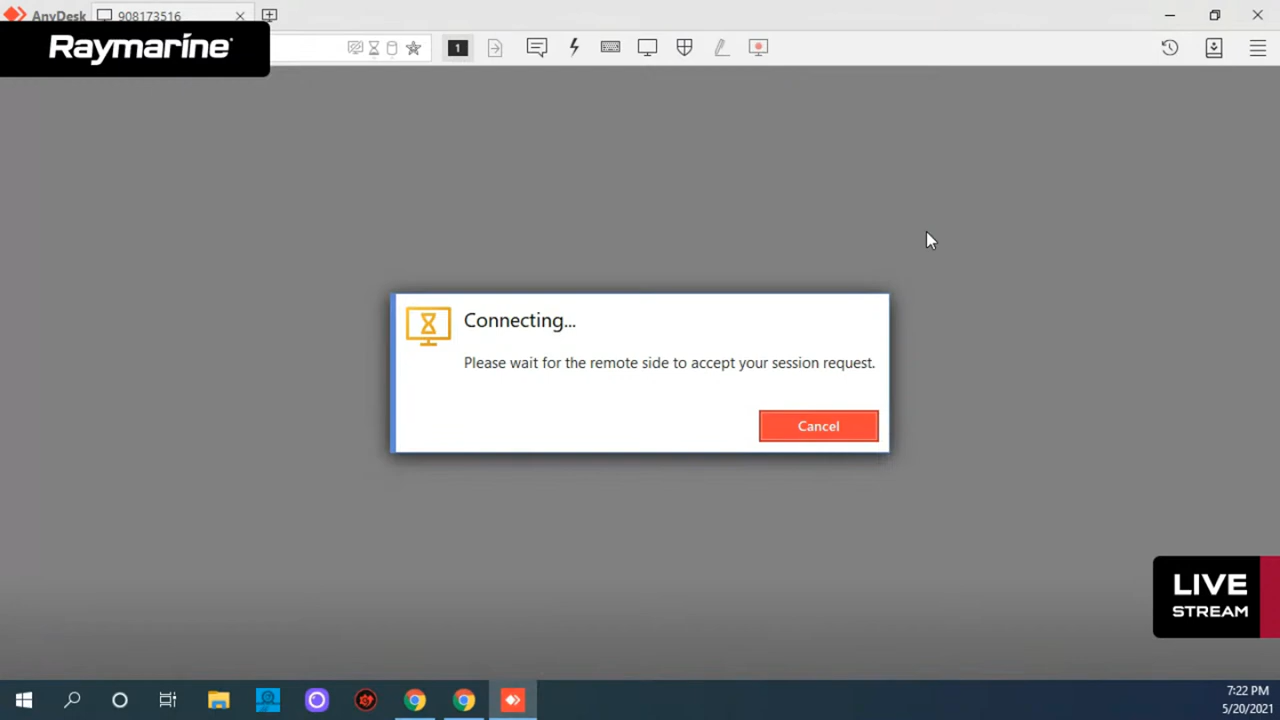 AnyDesk
908173516
Raymarine
1
Connecting...
Please wait for the remote side to accept your session request.
Cancel
LIVE
STREAM
7:22 PM
5/20/2021